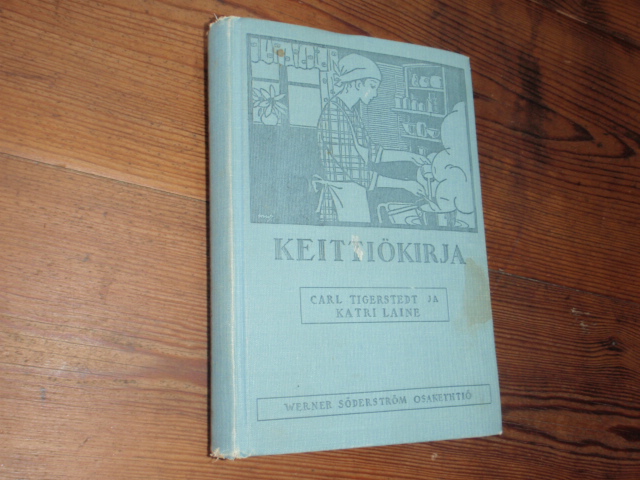 KEITTIÖKIRJA
CARL TIGERSTEDT JA
KATRI LAINE
WERNER SÖDERSTRÖM OSAKEYHTIÖ